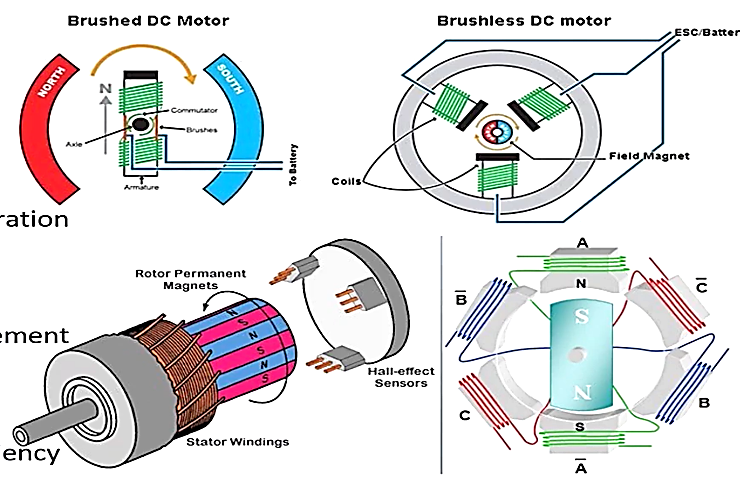 Brushed DC Motor
NORTH
SOUTH
N
Commutator
Axle
Brushes
Armature
To Battery
Brushless DC motor
ESC/Batter
Field Magnet
Coils
ration
Rotor Permanent
Magnets
N
S
N
S
Hall-effect
Sensors
Stator Windings
ement
ency
A
B̅
C̅
N
S
N
C
B
S
A̅